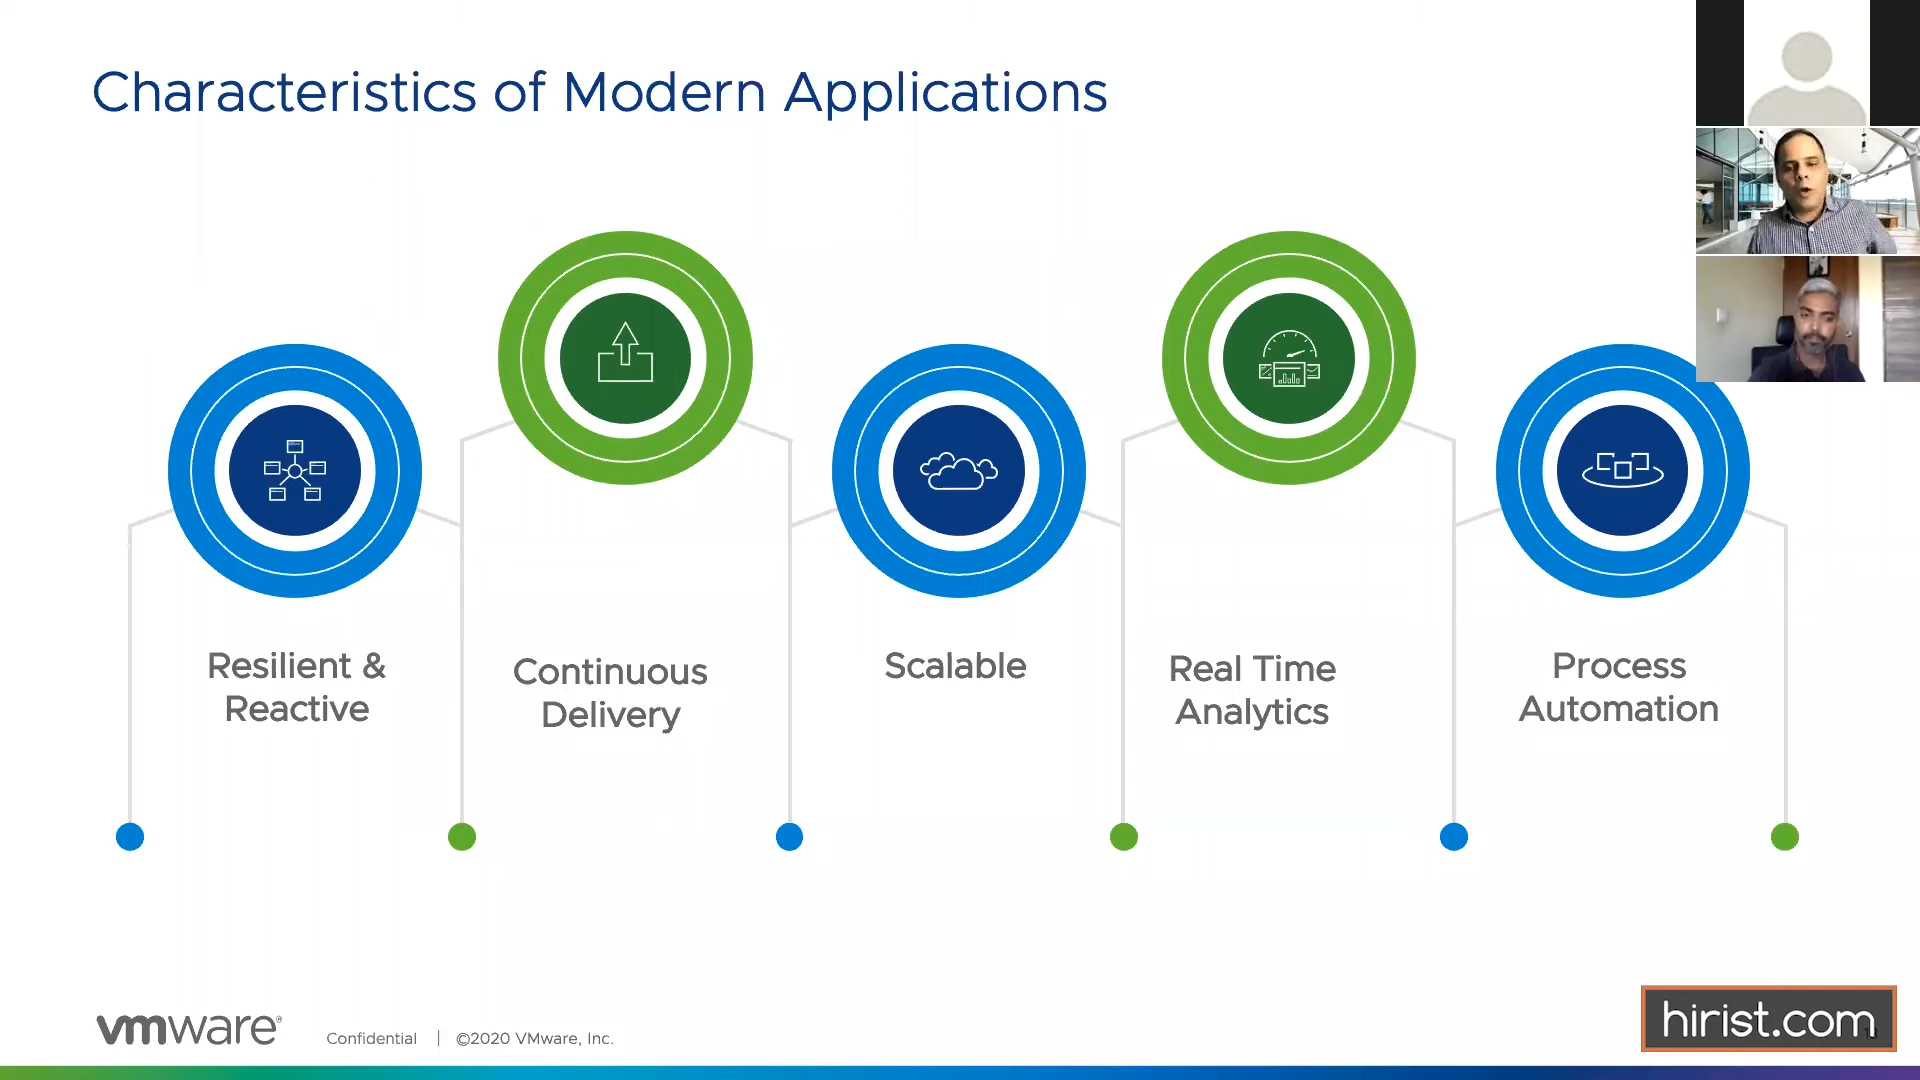 Characteristics of Modern Applications
Resilient &
Reactive
Continuous
Delivery
Scalable
Real Time
Analytics
Process
Automation
vmware®
Confidential | ©2020 VMware, Inc.
hirist.com